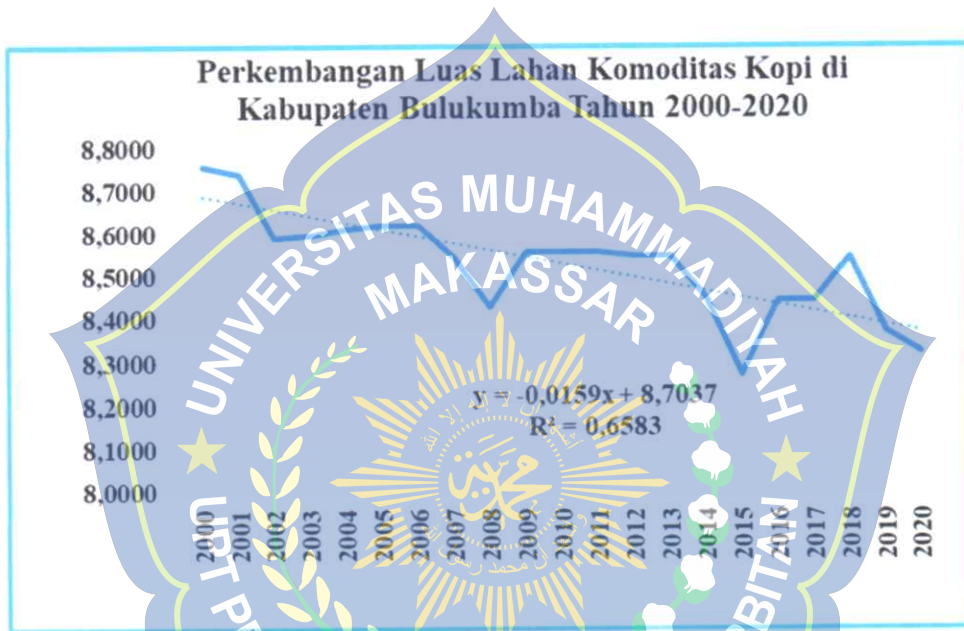 Perkembangan Luas Lahan Komoditas Kopi di
Kabupaten Bulukumba Tahun 2000-2020
8,8000
8,7000
8,6000
8,5000
8,4000
8,3000
8,2000
8,1000
8,0000
y = -0,0159x + 8,7037
R² = 0,6583
2000 2001 2002 2003 2004 2005 2006 2007 2008 2009 2010 2011 2012 2013 2014 2015 2016 2017 2018 2019 2020
UNIVERSITAS MUHAMMADIYAH
MAKASSAR
UPT
محمدية